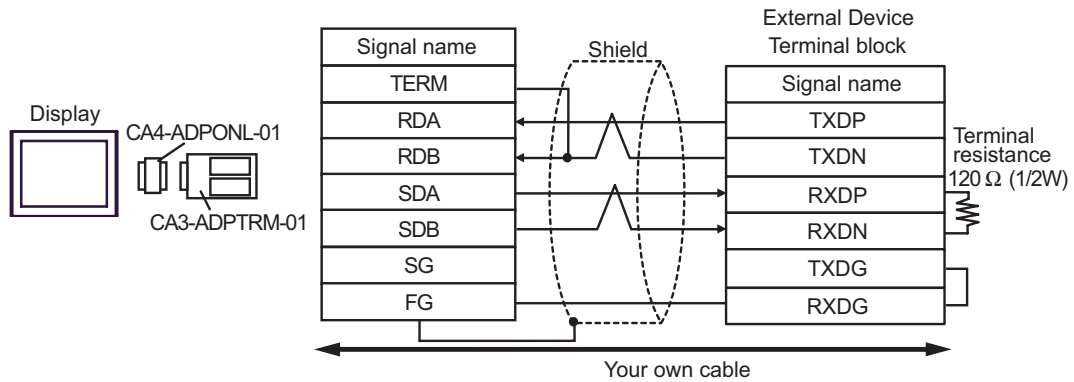 External Device
Terminal block
Signal name
TERM
RDA
RDB
SDA
SDB
SG
FG
Shield
Signal name
TXDP
TXDN
RXDP
RXDN
TXDG
RXDG
Display
CA4-ADPONL-01
CA3-ADPTRM-01
Terminal
resistance
120 Ω (1/2W)
Your own cable